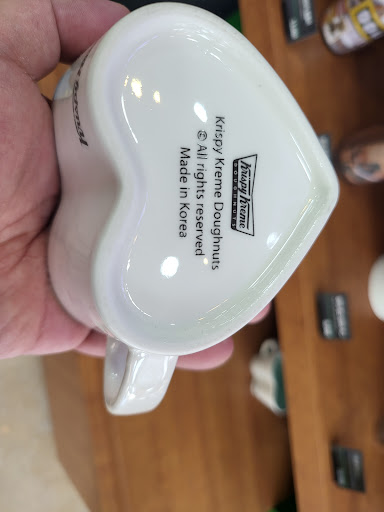 Krispy Kreme
DOUGHNUTS
Krispy Kreme Doughnuts
© All rights reserved
Made in Korea